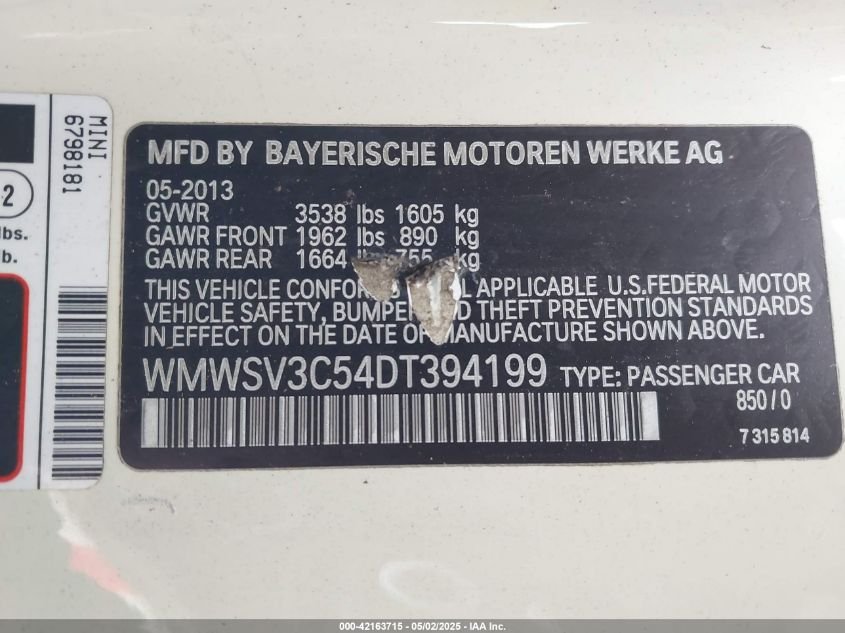 MINI
6798181
2
lbs.
lb.
MFD BY BAYERISCHE MOTOREN WERKE AG
05-2013
GVWR 3538 lbs 1605 kg
GAWR FRONT 1962 lbs 890 kg
GAWR REAR 1664 755 kg
THIS VEHICLE APPLICABLE U.S.FEDERAL MOTOR
VEHICLE SAFETY, THEFT PREVENTION STANDARDS
IN EFFECT ON THE DATE OF MANUFACTURE SHOWN ABOVE.
WMWSV3C54DT394199 TYPE: PASSENGER CAR
850/0
7 315 814
000-42163715 - 05/02/2025 - IAA Inc.